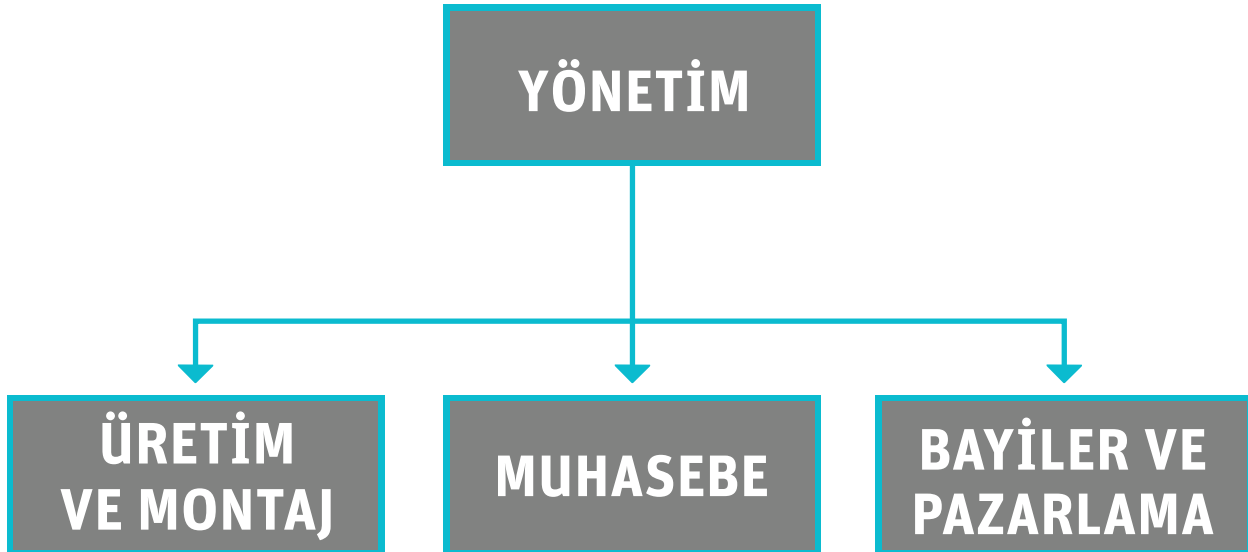 YÖNETİM
ÜRETİM
VE MONTAJ
MUHASEBE
BAYİLER VE
PAZARLAMA